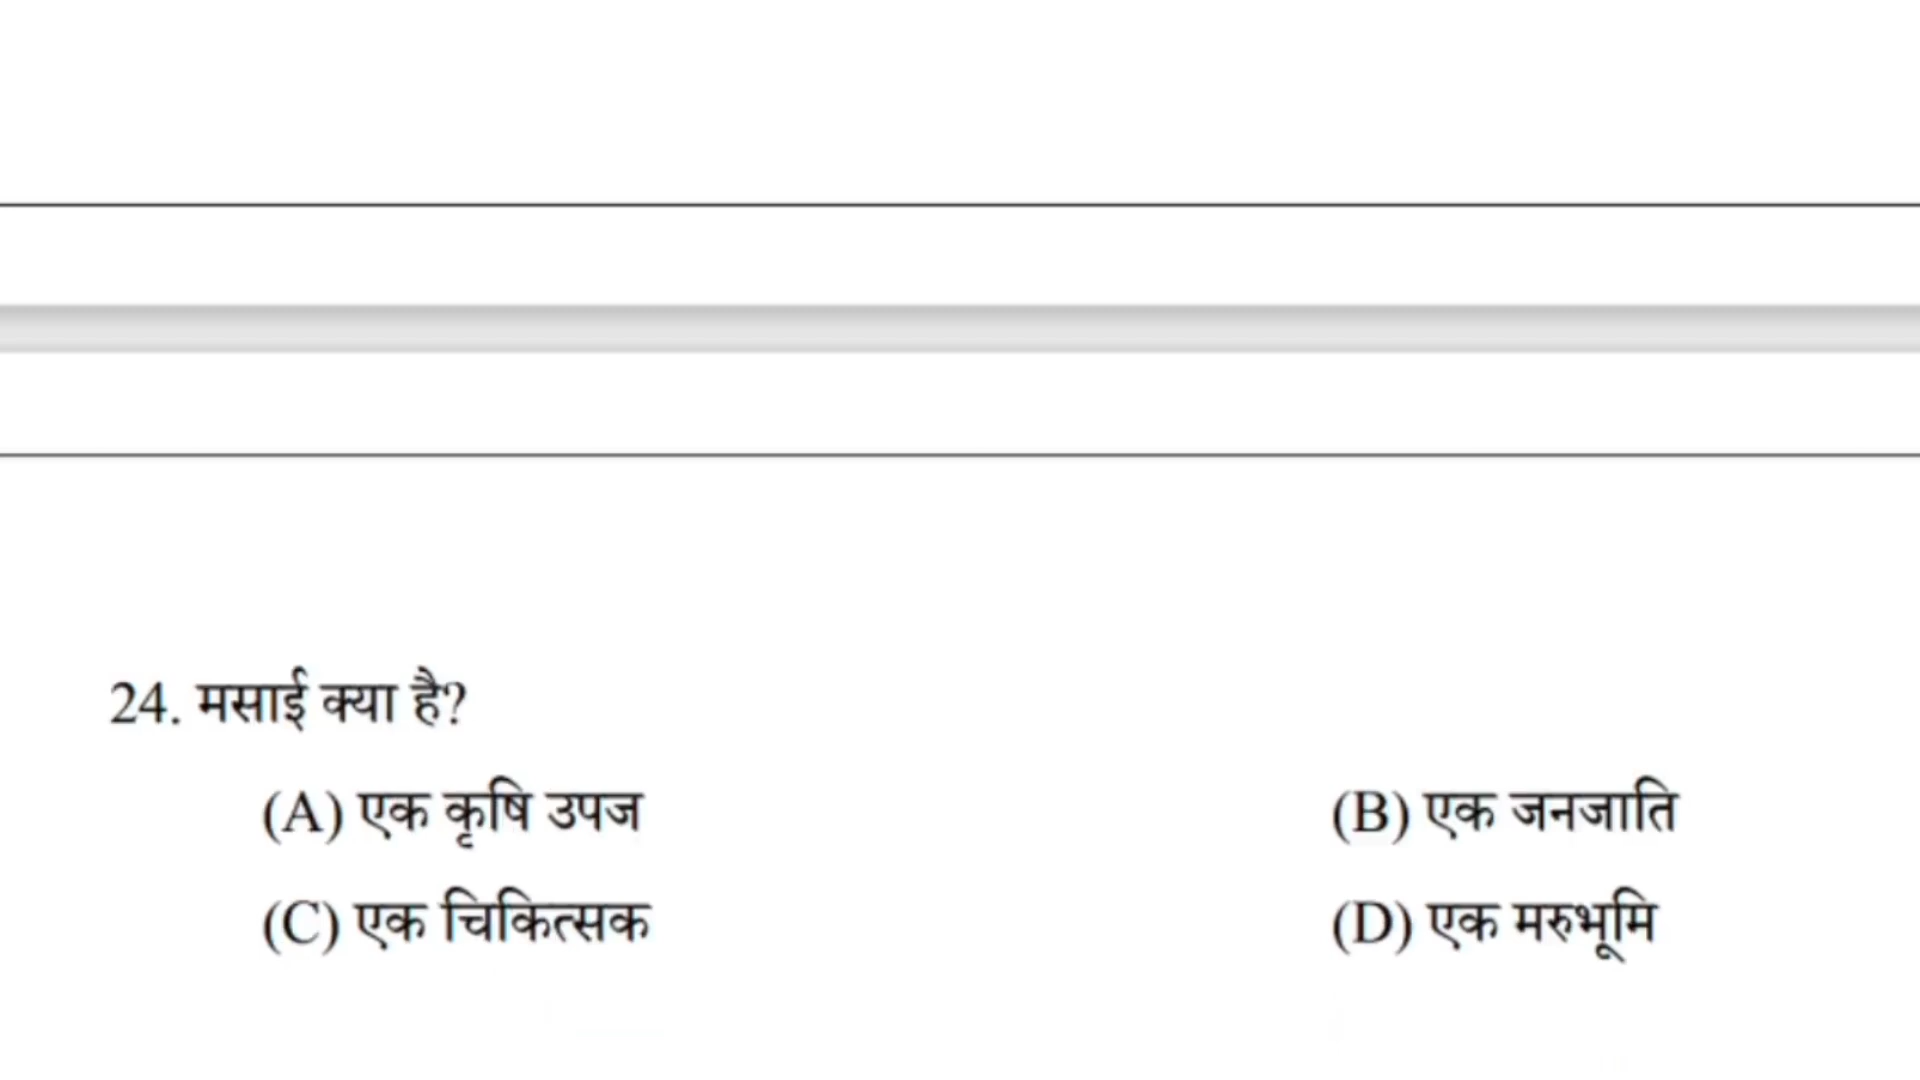 24. मसाई क्या है?
(A) एक कृषि उपज (B) एक जनजाति
(C) एक चिकित्सक (D) एक मरुभूमि